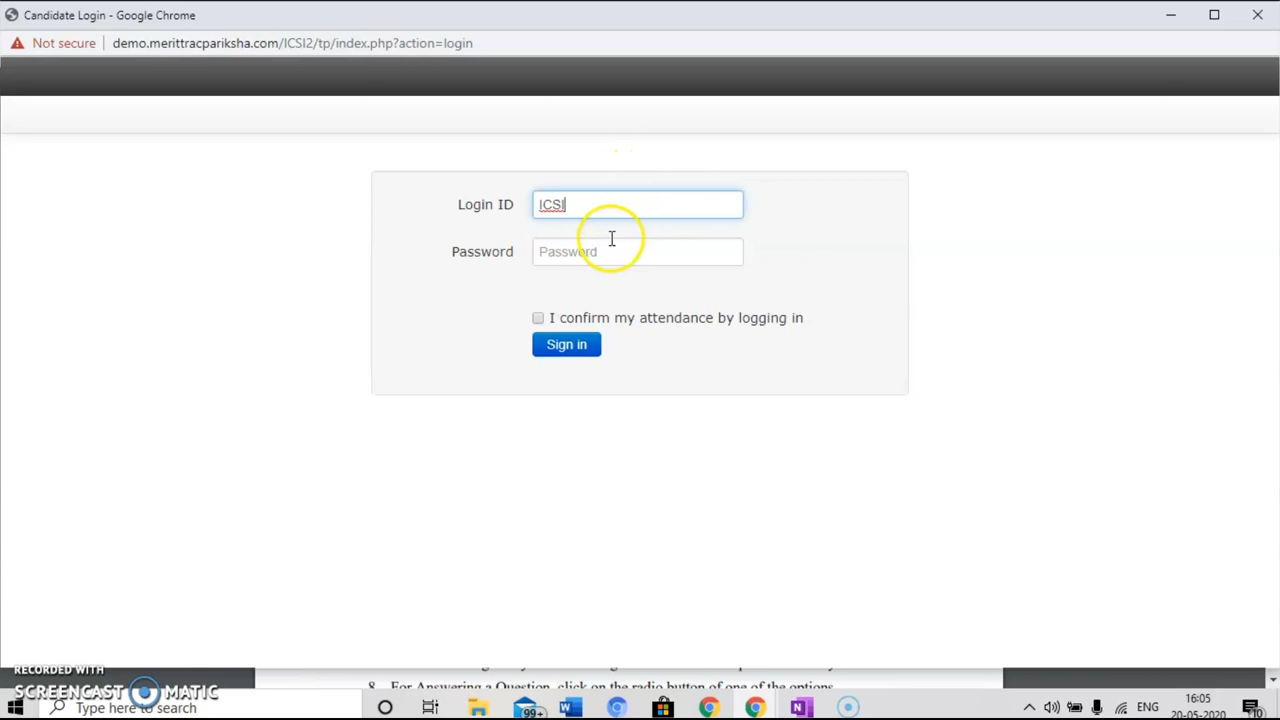 Candidate Login - Google Chrome
Not secure demo.merittracpariksha.com/ICSI2/tp/index.php?action=login
Login ID ICSI
Password Password
I confirm my attendance by logging in
Sign in
8. For Answering a Question, click on the radio button of one of the options
RECORDED WITH
SCREENCAST MATIC
Type here to search
99+
ENG
16:05
20-05-2020
10